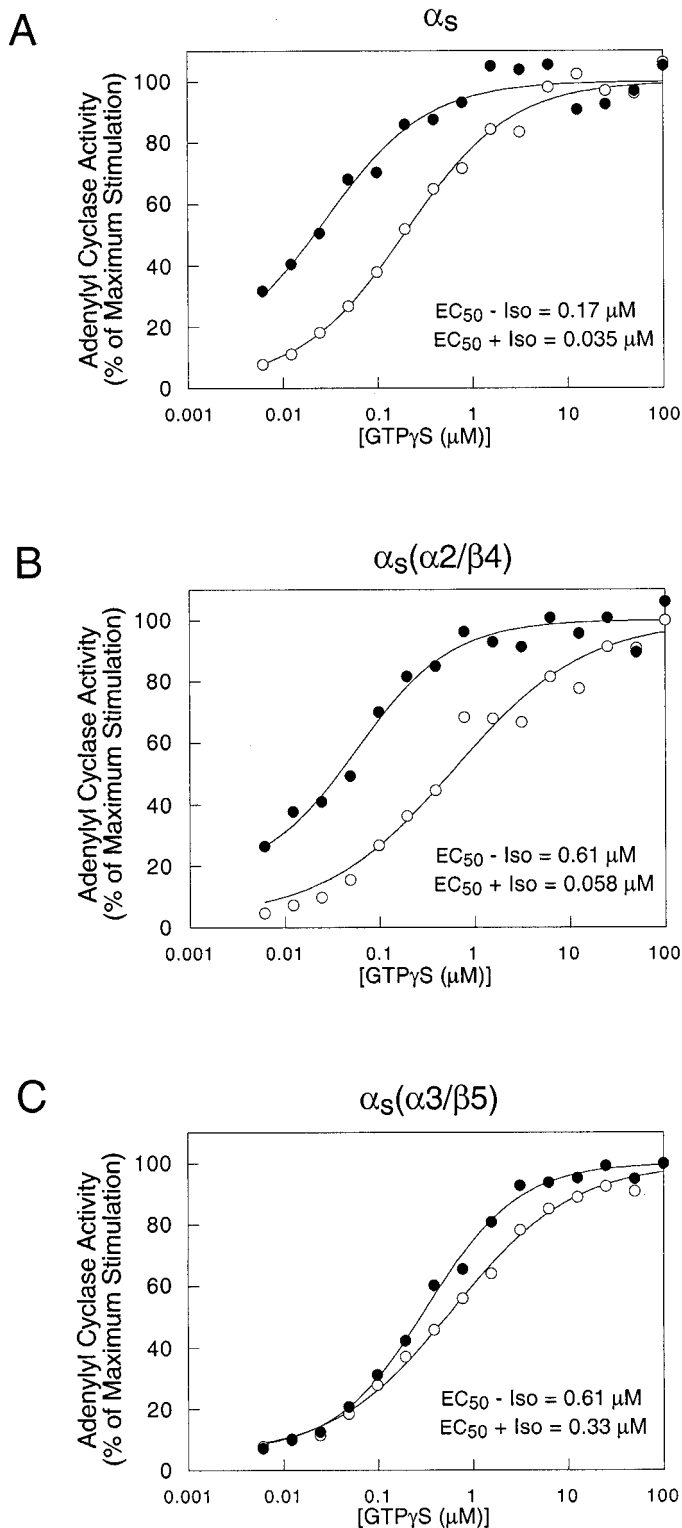 A
αS
Adenylyl Cyclase Activity
(% of Maximum Stimulation)
100
80
60
40
20
0
EC50 - Iso = 0.17 µM
EC50 + Iso = 0.035 µM
0.001 0.01 0.1 1 10 100
[GTPγS (µM)]
B
αS(α2/β4)
Adenylyl Cyclase Activity
(% of Maximum Stimulation)
100
80
60
40
20
0
EC50 - Iso = 0.61 µM
EC50 + Iso = 0.058 µM
0.001 0.01 0.1 1 10 100
[GTPγS (µM)]
C
αS(α3/β5)
Adenylyl Cyclase Activity
(% of Maximum Stimulation)
100
80
60
40
20
0
EC50 - Iso = 0.61 µM
EC50 + Iso = 0.33 µM
0.001 0.01 0.1 1 10 100
[GTPγS (µM)]